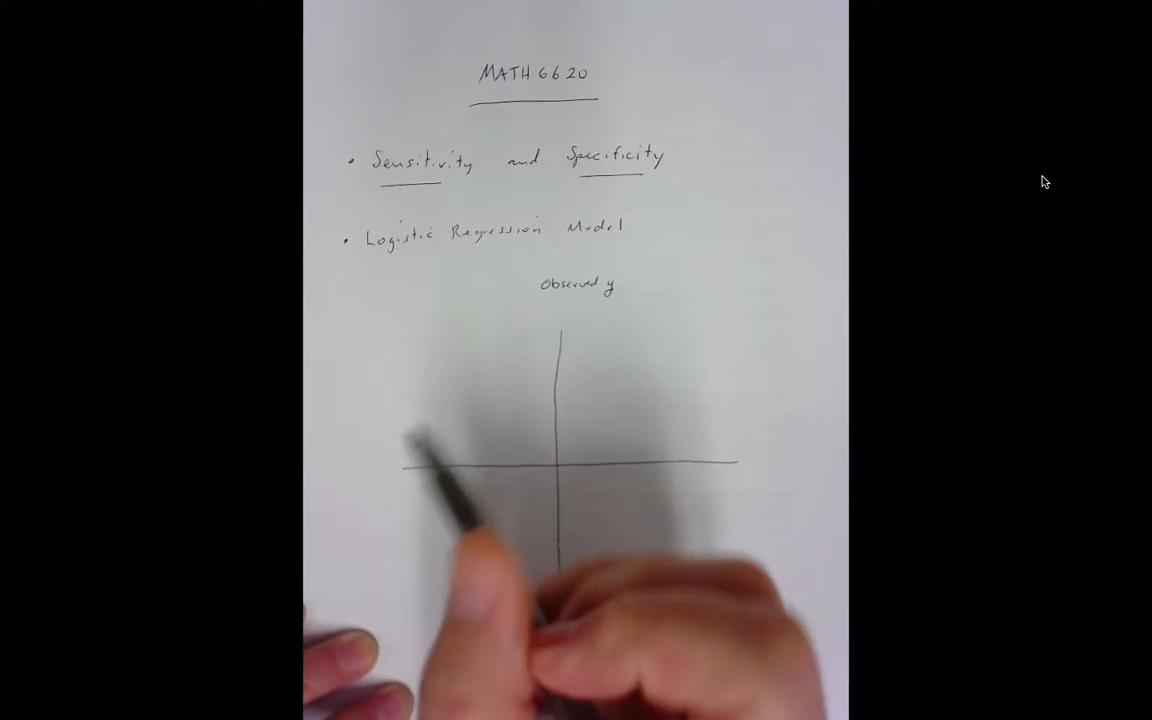 MATH 6620
• Sensitivity and Specificity
• Logistic Regression Model
Observed y